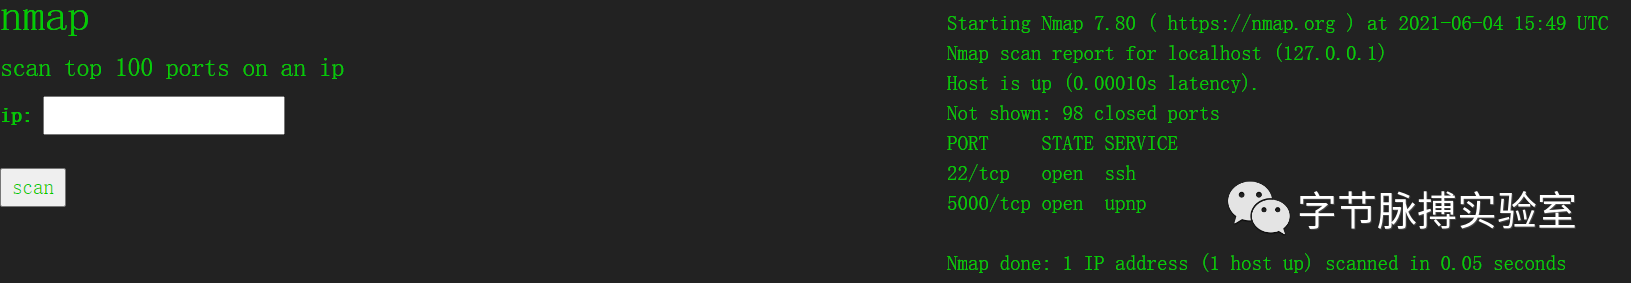 nmap
scan top 100 ports on an ip
ip:
scan
Starting Nmap 7.80 ( https://nmap.org ) at 2021-06-04 15:49 UTC
Nmap scan report for localhost (127.0.0.1)
Host is up (0.00010s latency).
Not shown: 98 closed ports
PORT     STATE SERVICE
22/tcp   open  ssh
5000/tcp open  upnp
字节脉搏实验室
Nmap done: 1 IP address (1 host up) scanned in 0.05 seconds